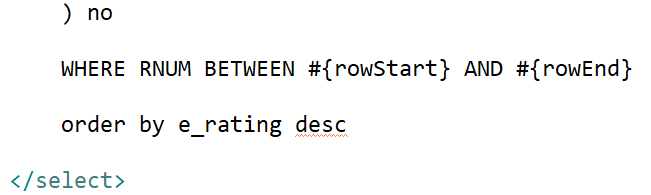 ) no
WHERE RNUM BETWEEN #{rowStart} AND #{rowEnd}
order by e_rating desc
</select>